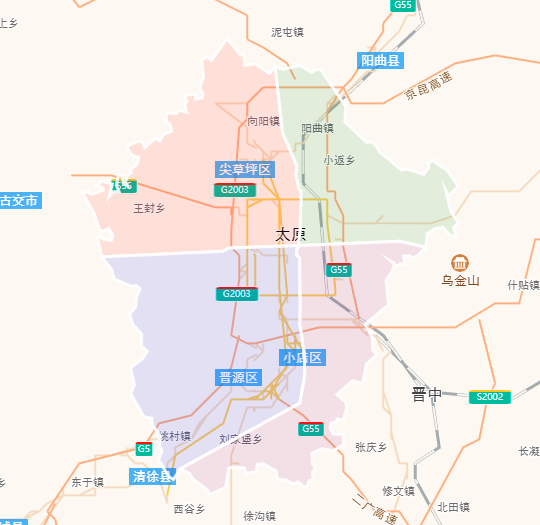 G55
上乡
泥屯镇
阳曲县
京昆高速
向阳镇
阳曲镇
小返乡
尖草坪区
G2003
古交市
王封乡
太原
G55
乌金山
什贴镇
G2003
小店区
晋源区
晋中
S2002
G55
姚村镇
刘家堡乡
G5
张庆乡
长凝
清徐县
东于镇
修文镇
二广高速
西谷乡
徐沟镇
北田镇